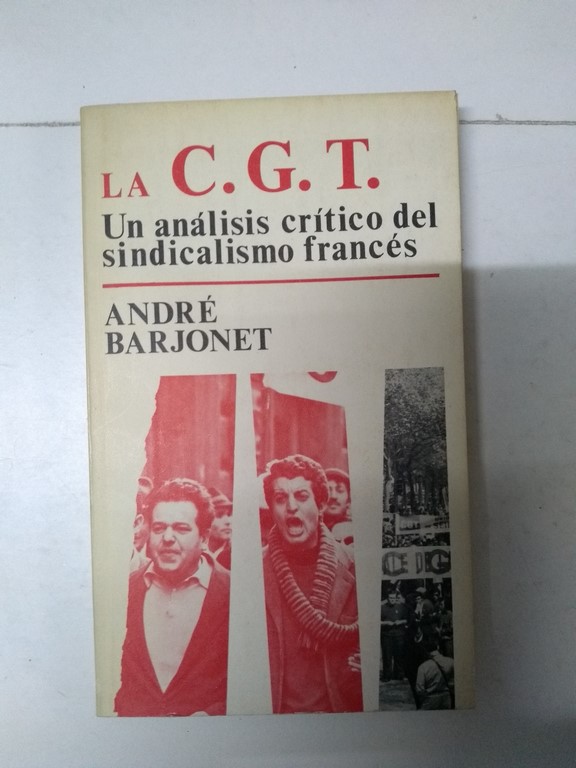 LA C.G.T.
Un análisis crítico del
sindicalismo francés
ANDRÉ
BARJONET